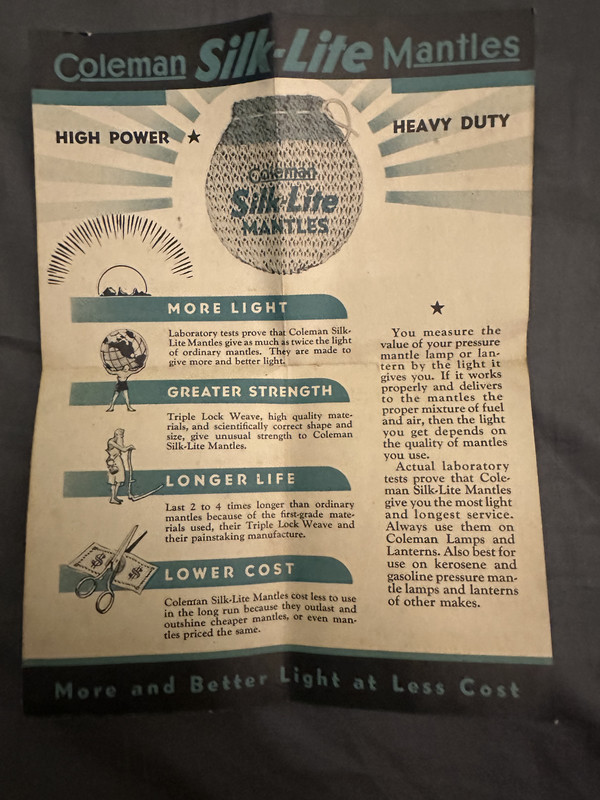 Coleman Silk-Lite Mantles
HIGH POWER ★
HEAVY DUTY
Coleman
Silk-Lite
MANTLES
MORE LIGHT
Laboratory tests prove that Coleman Silk-
Lite Mantles give as much as twice the light
of ordinary mantles. They are made to
give more and better light.
GREATER STRENGTH
Triple Lock Weave, high quality mate-
rials, and scientifically correct shape and
size, give unusual strength to Coleman
Silk-Lite Mantles.
LONGER LIFE
Last 2 to 4 times longer than ordinary
mantles because of the first-grade mate-
rials used, their Triple Lock Weave and
their painstaking manufacture.
$ $
LOWER COST
Coleman Silk-Lite Mantles cost less to use
in the long run because they outlast and
outshine cheaper mantles, or even man-
tles priced the same.
★
You measure the
value of your pressure
mantle lamp or lan-
tern by the light it
gives you. If it works
properly and delivers
to the mantles the
proper mixture of fuel
and air, then the light
you get depends on
the quality of mantles
you use.
Actual laboratory
tests prove that Cole-
man Silk-Lite Mantles
give you the most light
and longest service.
Always use them on
Coleman Lamps and
Lanterns. Also best for
use on kerosene and
gasoline pressure man-
tle lamps and lanterns
of other makes.
More and Better Light at Less Cost